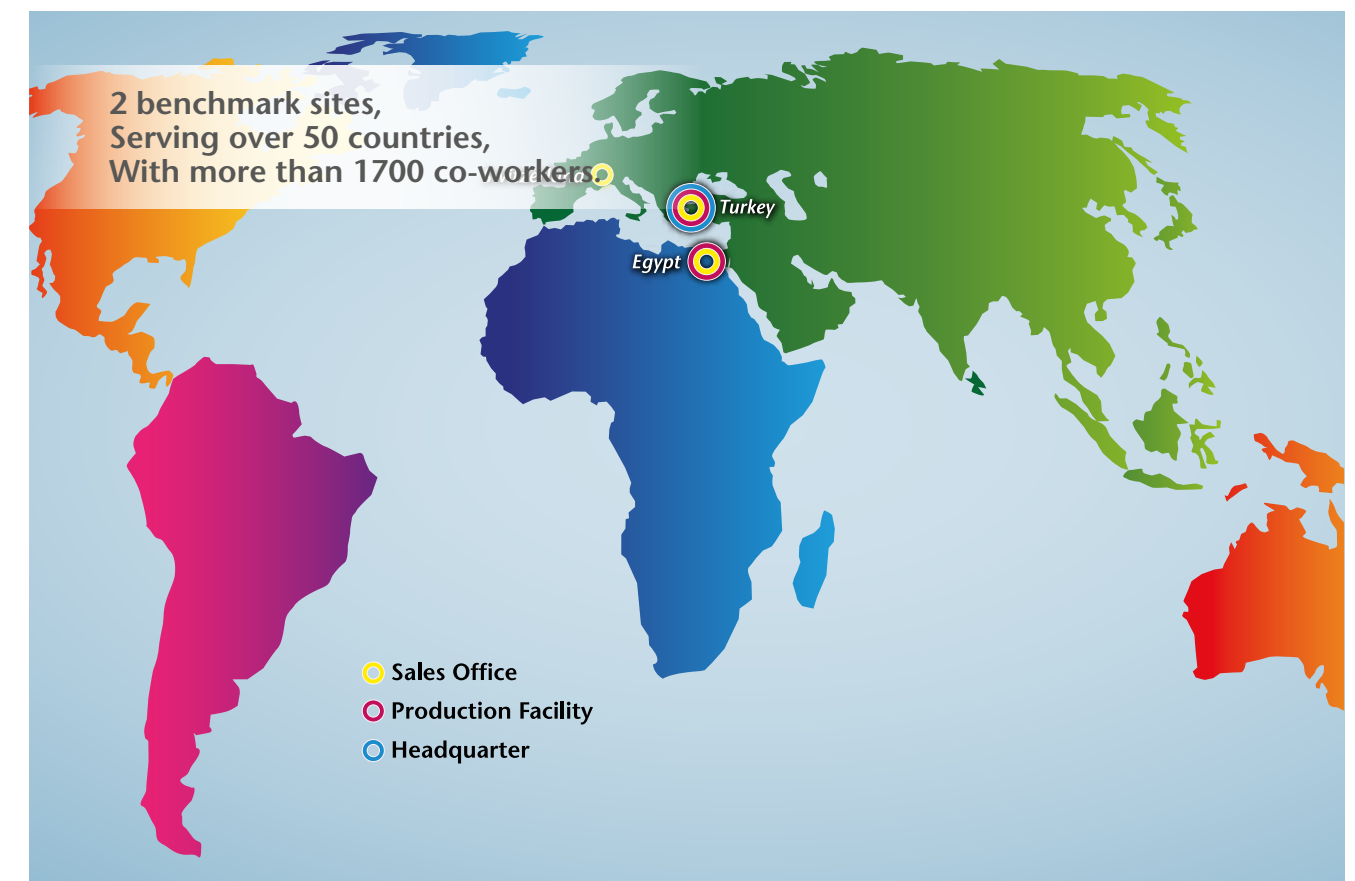 2 benchmark sites,
Serving over 50 countries,
With more than 1700 co-workers.
Turkey
Egypt
Sales Office
Production Facility
Headquarter